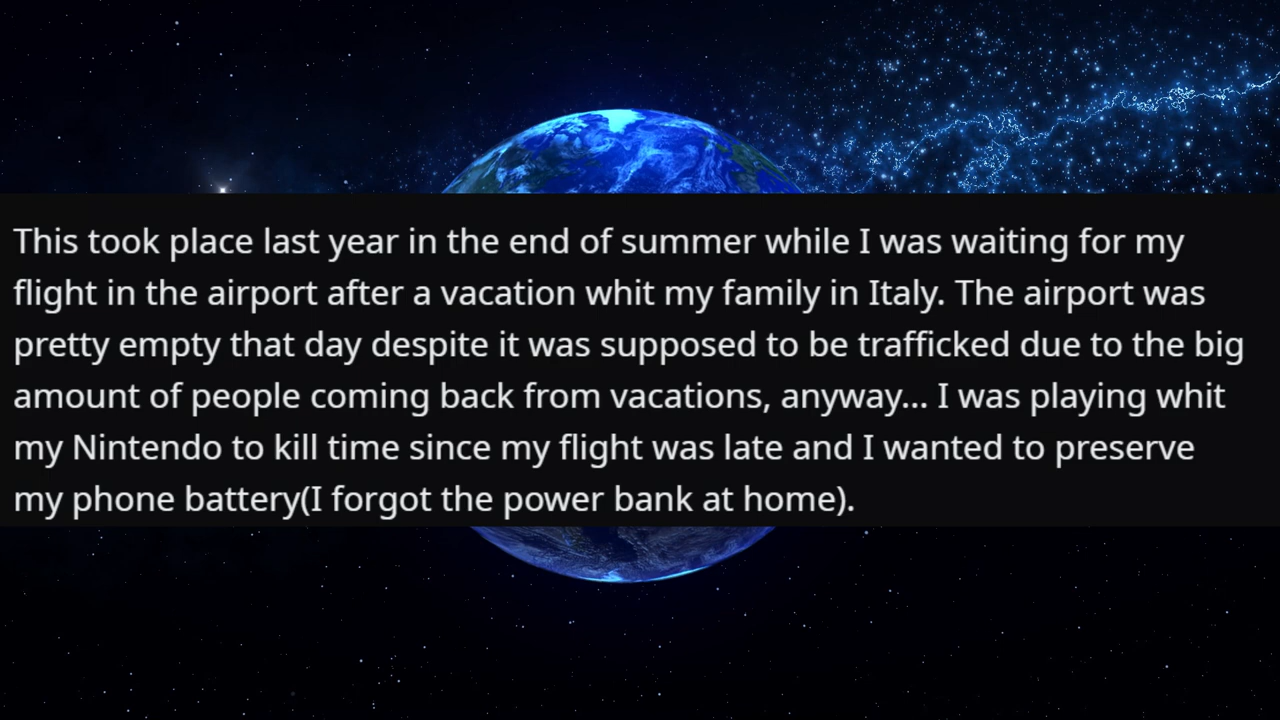 This took place last year in the end of summer while I was waiting for my
flight in the airport after a vacation whit my family in Italy. The airport was
pretty empty that day despite it was supposed to be trafficked due to the big
amount of people coming back from vacations, anyway... I was playing whit
my Nintendo to kill time since my flight was late and I wanted to preserve
my phone battery(I forgot the power bank at home).